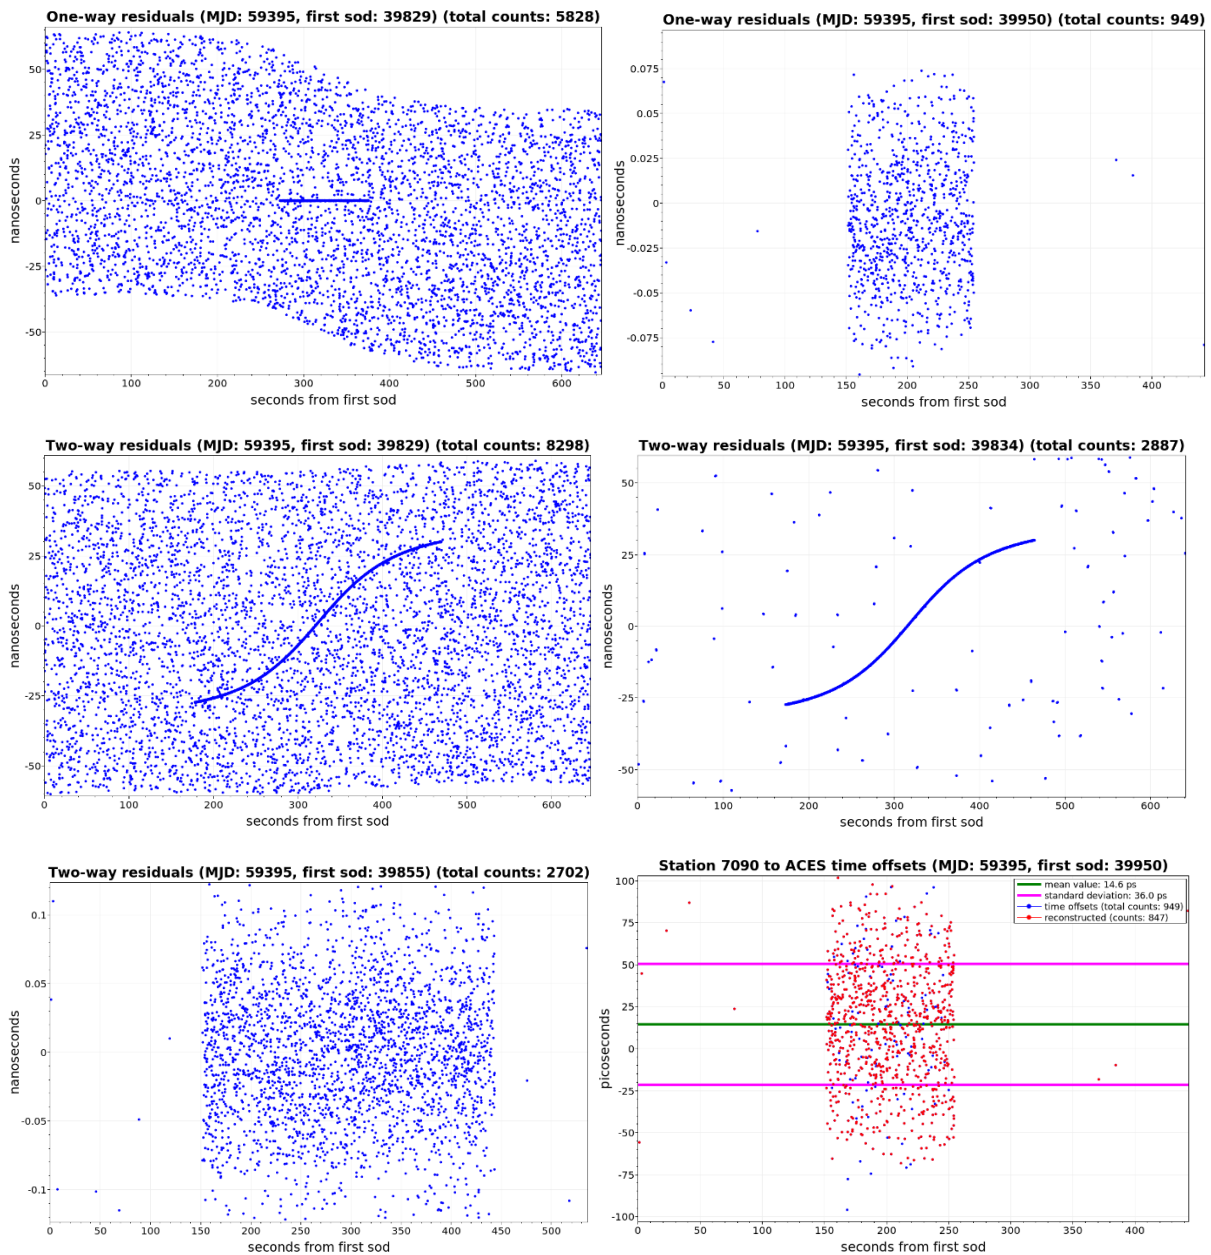 One-way residuals (MJD: 59395, first sod: 39829) (total counts: 5828)
nanoseconds
50
25
0
-25
-50
0 100 200 300 400 500 600
seconds from first sod
One-way residuals (MJD: 59395, first sod: 39950) (total counts: 949)
nanoseconds
0.075
0.05
0.025
0
-0.025
-0.05
-0.075
0 50 100 150 200 250 300 350 400
seconds from first sod
Two-way residuals (MJD: 59395, first sod: 39829) (total counts: 8298)
nanoseconds
50
25
0
-25
-50
0 100 200 300 400 500 600
seconds from first sod
Two-way residuals (MJD: 59395, first sod: 39834) (total counts: 2887)
nanoseconds
50
25
0
-25
-50
0 100 200 300 400 500 600
seconds from first sod
Two-way residuals (MJD: 59395, first sod: 39855) (total counts: 2702)
nanoseconds
0.1
0.05
0
-0.05
-0.1
0 50 100 150 200 250 300 350 400 450 500
seconds from first sod
Station 7090 to ACES time offsets (MJD: 59395, first sod: 39950)
mean value: 14.6 ps
standard deviation: 36.0 ps
time offsets (total counts: 949)
reconstructed (counts: 847)
picoseconds
100
75
50
25
0
-25
-50
-75
-100
0 100 200 300 400
seconds from first sod